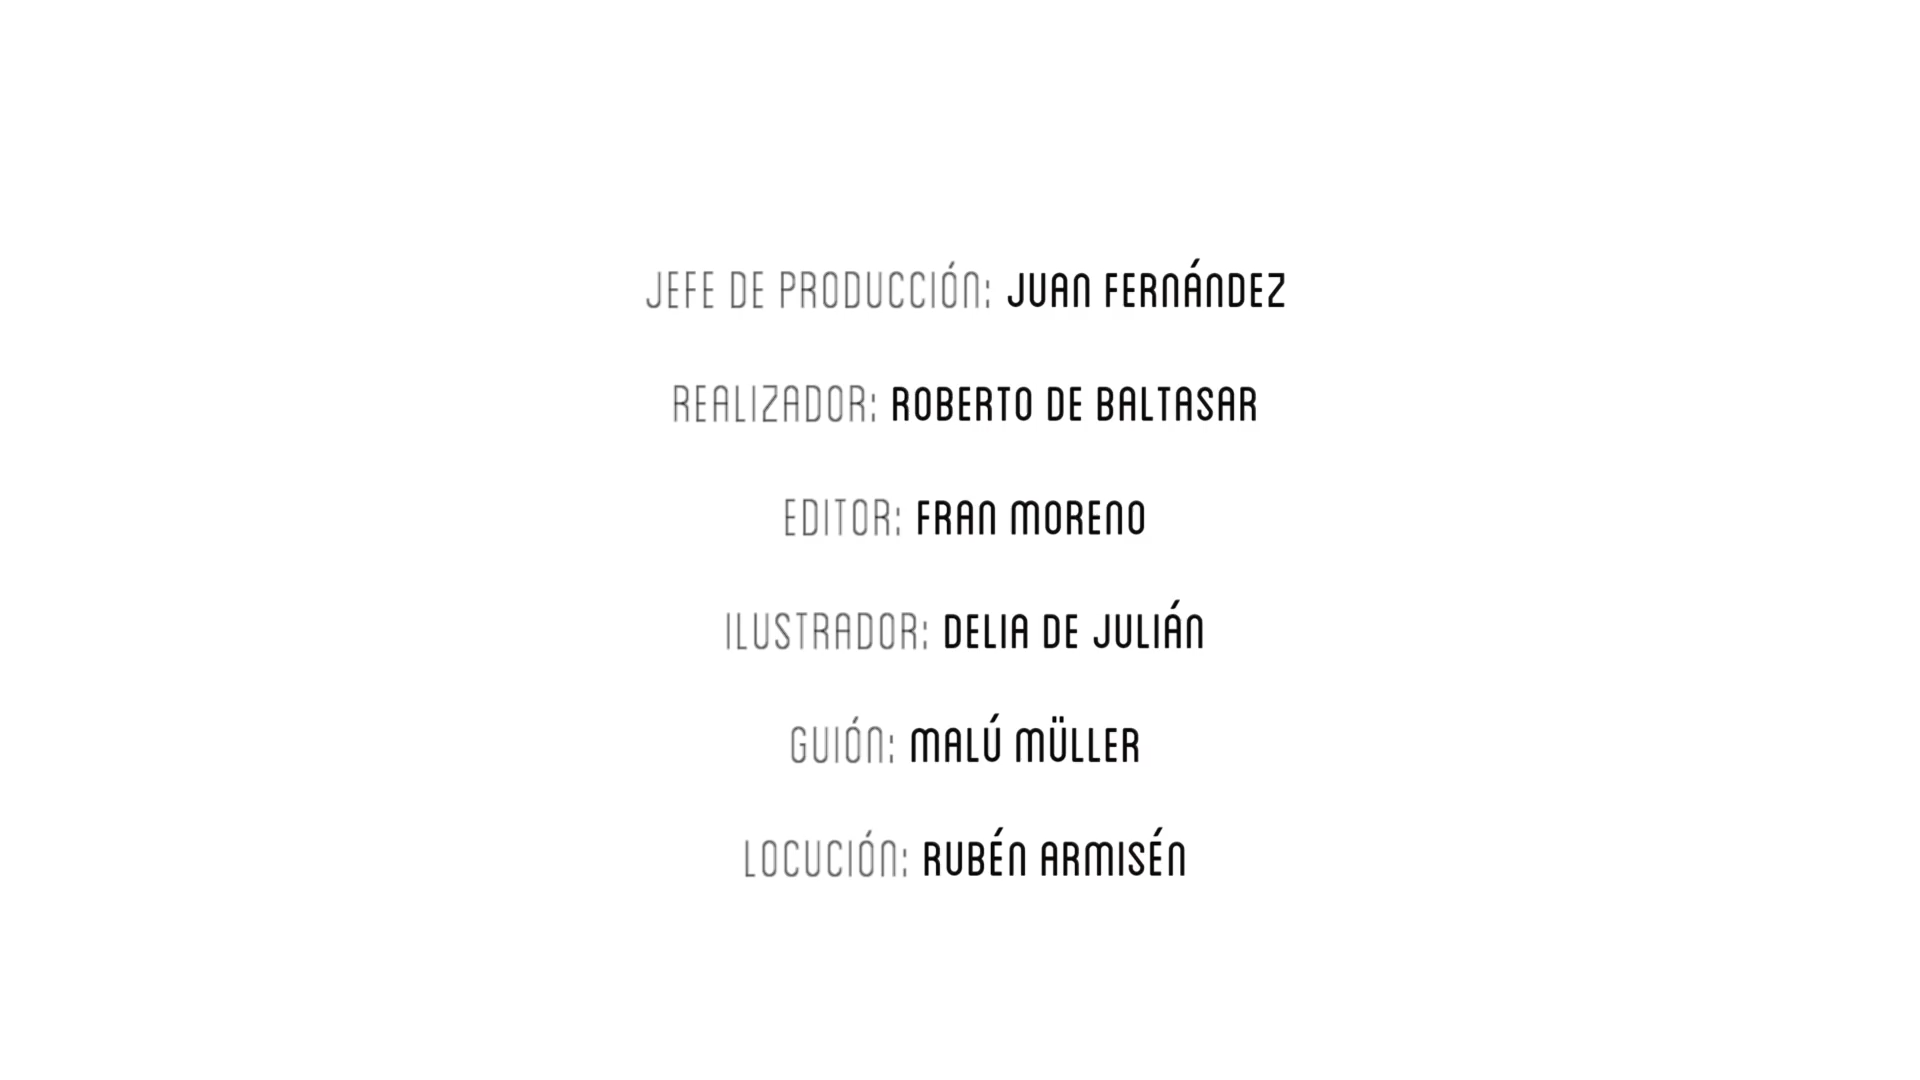 JEFE DE PRODUCCIÓN: JUAN FERNÁNDEZ
REALIZADOR: ROBERTO DE BALTASAR
EDITOR: FRAN MORENO
ILUSTRADOR: DELIA DE JULIÁN
GUIÓN: MALÚ MÜLLER
LOCUCIÓN: RUBÉN ARMISÉN